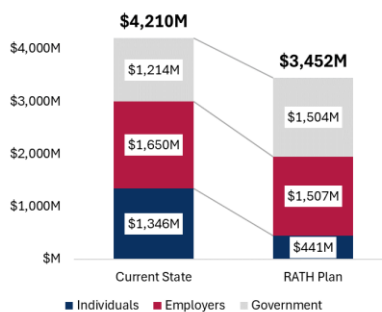 $4,210M
$4,000M
$3,452M
$1,214M
$1,504M
$3,000M
$1,650M
$2,000M
$1,507M
$1,000M
$1,346M
$441M
$M
Current State
RATH Plan
Individuals
Employers
Government